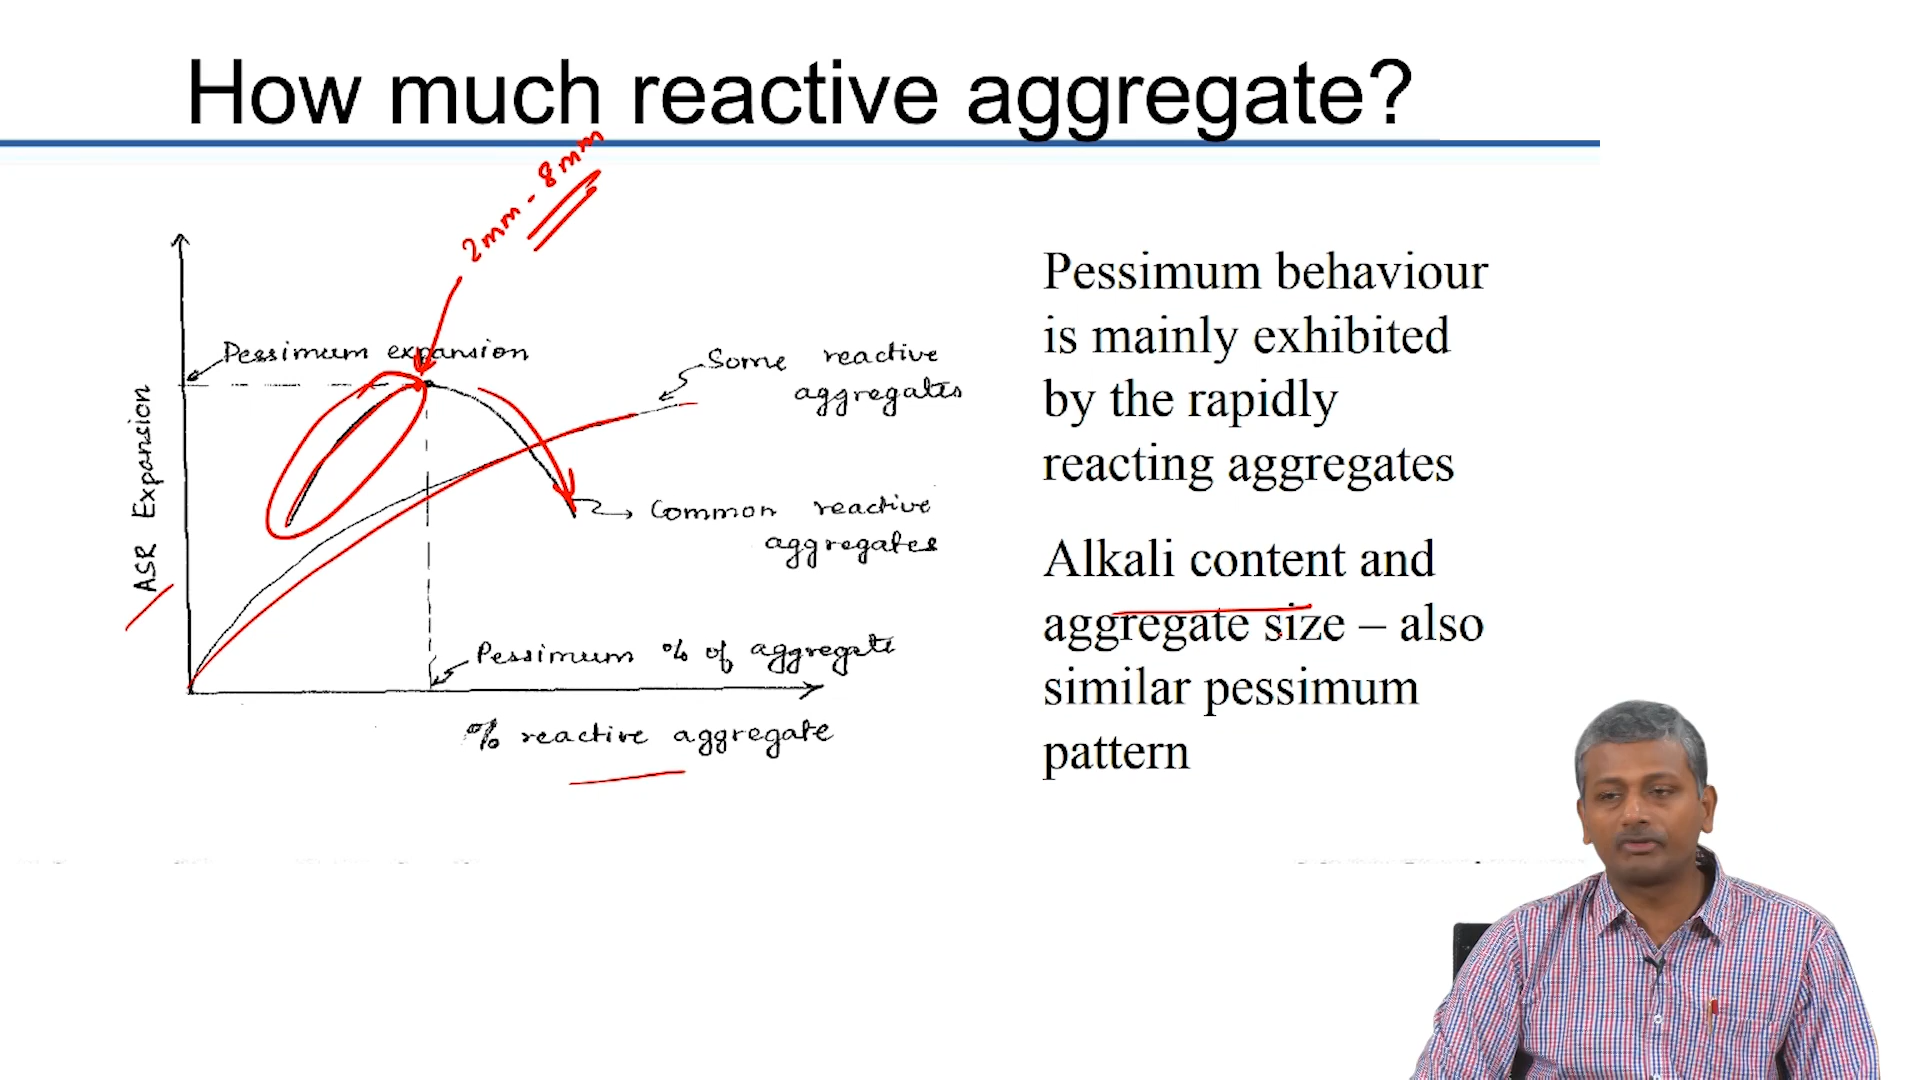 How much reactive aggregate?
2mm - 8mm
Pessimum expansion
Some reactive
aggregates
ASR Expansion
Common reactive
aggregates
Pessimum % of aggregate
% reactive aggregate
Pessimum behaviour
is mainly exhibited
by the rapidly
reacting aggregates
Alkali content and
aggregate size – also
similar pessimum
pattern